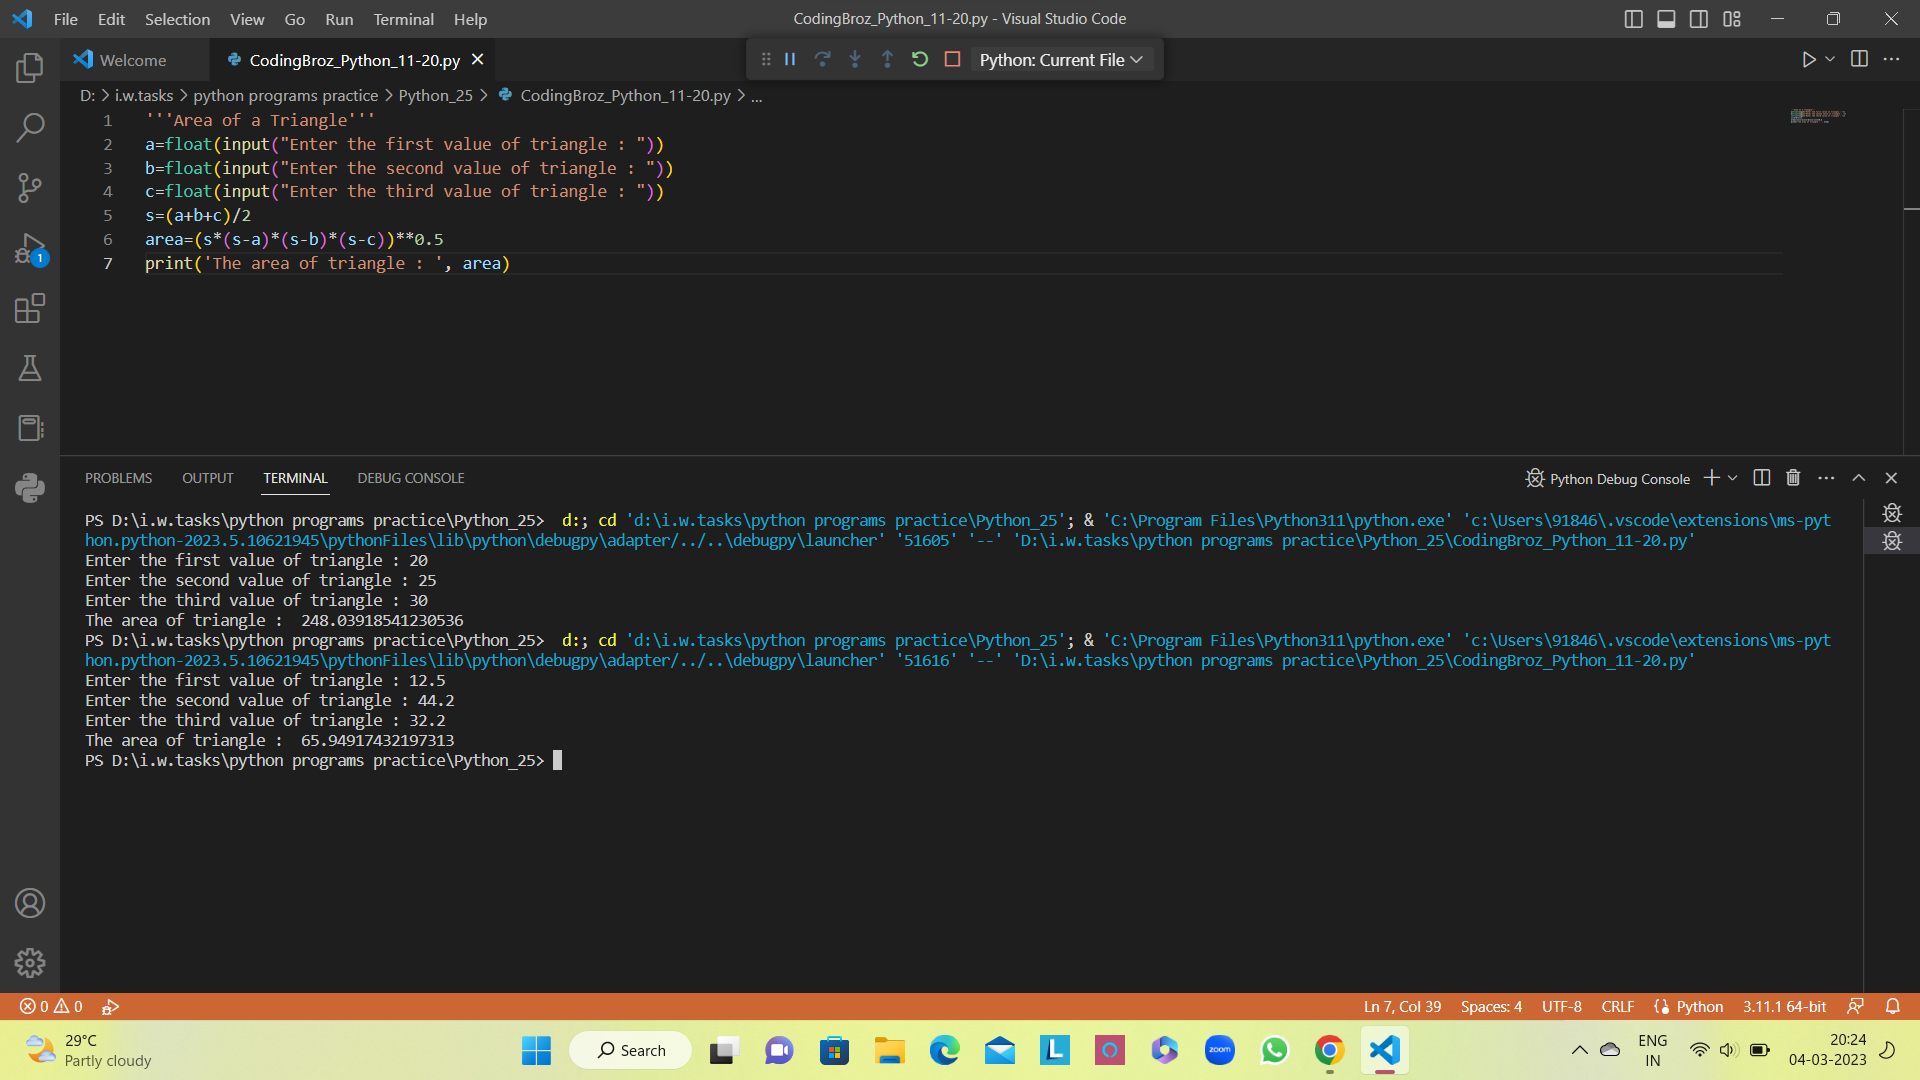 File Edit Selection View Go Run Terminal Help
CodingBroz_Python_11-20.py - Visual Studio Code
Welcome
CodingBroz_Python_11-20.py
Python: Current File
D: > i.w.tasks > python programs practice > Python_25 > CodingBroz_Python_11-20.py > ...
1 '''Area of a Triangle'''
2 a=float(input("Enter the first value of triangle : "))
3 b=float(input("Enter the second value of triangle : "))
4 c=float(input("Enter the third value of triangle : "))
5 s=(a+b+c)/2
6 area=(s*(s-a)*(s-b)*(s-c))**0.5
7 print('The area of triangle : ', area)
1
PROBLEMS OUTPUT TERMINAL DEBUG CONSOLE
Python Debug Console
PS D:\i.w.tasks\python programs practice\Python_25>  d:; cd 'd:\i.w.tasks\python programs practice\Python_25'; & 'C:\Program Files\Python311\python.exe' 'c:\Users\91846\.vscode\extensions\ms-pyt
hon.python-2023.5.10621945\pythonFiles\lib\python\debugpy\adapter/../..\debugpy\launcher' '51605' '--' 'D:\i.w.tasks\python programs practice\Python_25\CodingBroz_Python_11-20.py'
Enter the first value of triangle : 20
Enter the second value of triangle : 25
Enter the third value of triangle : 30
The area of triangle :  248.03918541230536
PS D:\i.w.tasks\python programs practice\Python_25>  d:; cd 'd:\i.w.tasks\python programs practice\Python_25'; & 'C:\Program Files\Python311\python.exe' 'c:\Users\91846\.vscode\extensions\ms-pyt
hon.python-2023.5.10621945\pythonFiles\lib\python\debugpy\adapter/../..\debugpy\launcher' '51616' '--' 'D:\i.w.tasks\python programs practice\Python_25\CodingBroz_Python_11-20.py'
Enter the first value of triangle : 12.5
Enter the second value of triangle : 44.2
Enter the third value of triangle : 32.2
The area of triangle :  65.94917432197313
PS D:\i.w.tasks\python programs practice\Python_25>
0 0
Ln 7, Col 39 Spaces: 4 UTF-8 CRLF Python 3.11.1 64-bit
29°C
Partly cloudy
Search
L
zoom
ENG
IN
20:24
04-03-2023